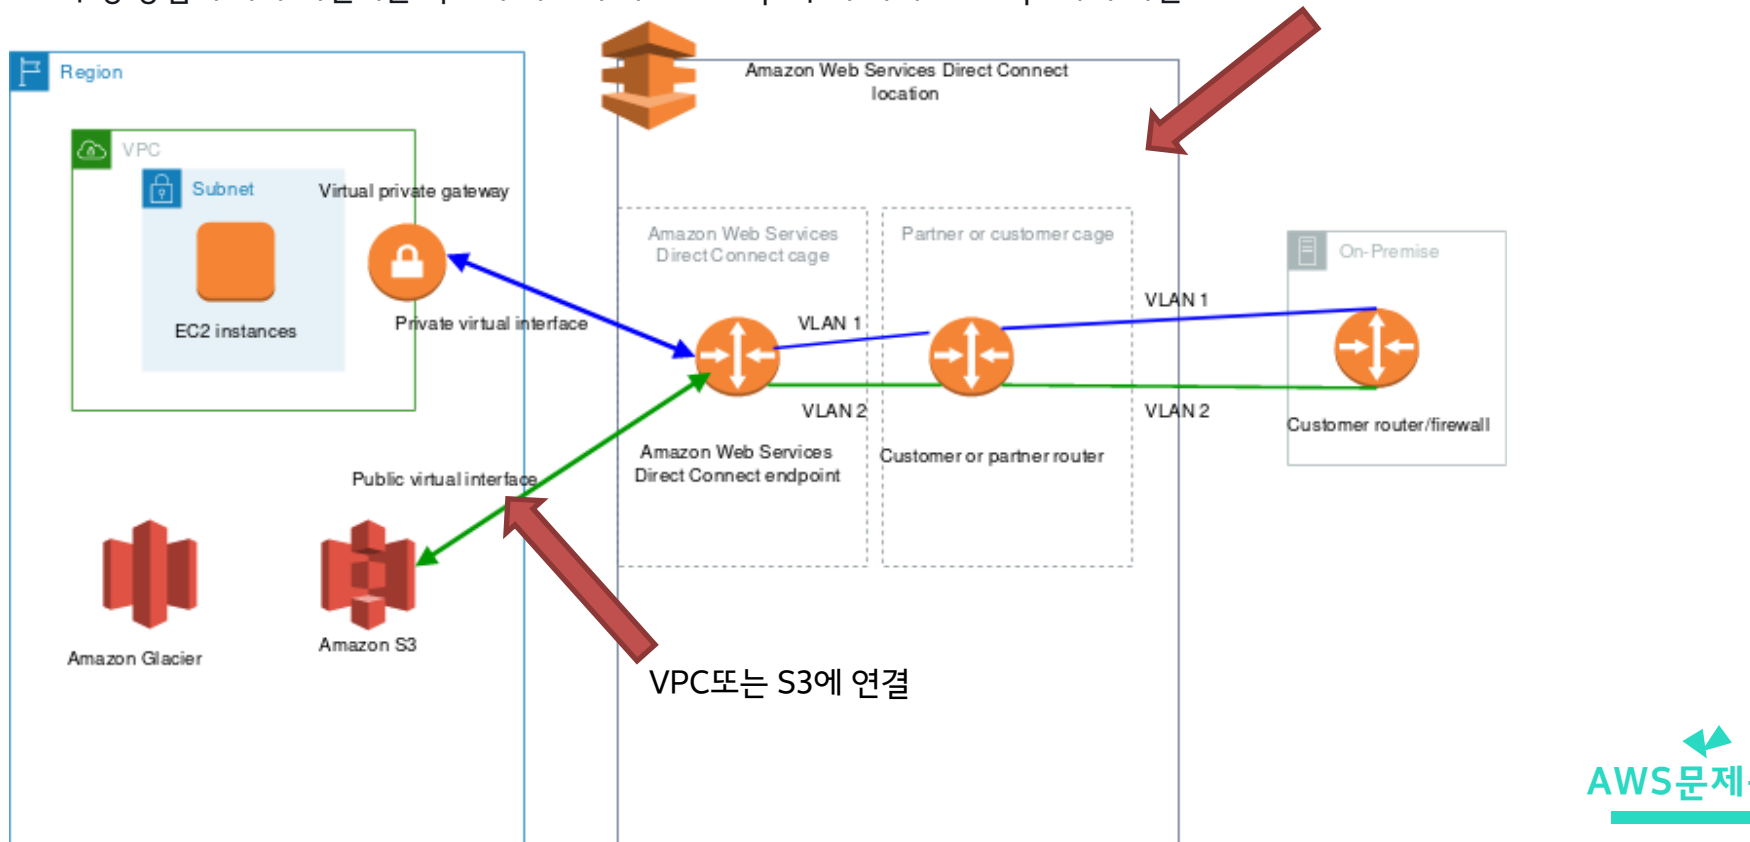 Region
Amazon Web Services Direct Connect
location
VPC
Subnet
Virtual private gateway
EC2 instances
Private virtual interface
Amazon Web Services
Direct Connect cage
Partner or customer cage
On-Premise
VLAN 1
VLAN 1
VLAN 2
VLAN 2
Customer router/firewall
Amazon Web Services
Direct Connect endpoint
Customer or partner router
Public virtual interface
Amazon Glacier
Amazon S3
VPC또는 S3에 연결
AWS문제